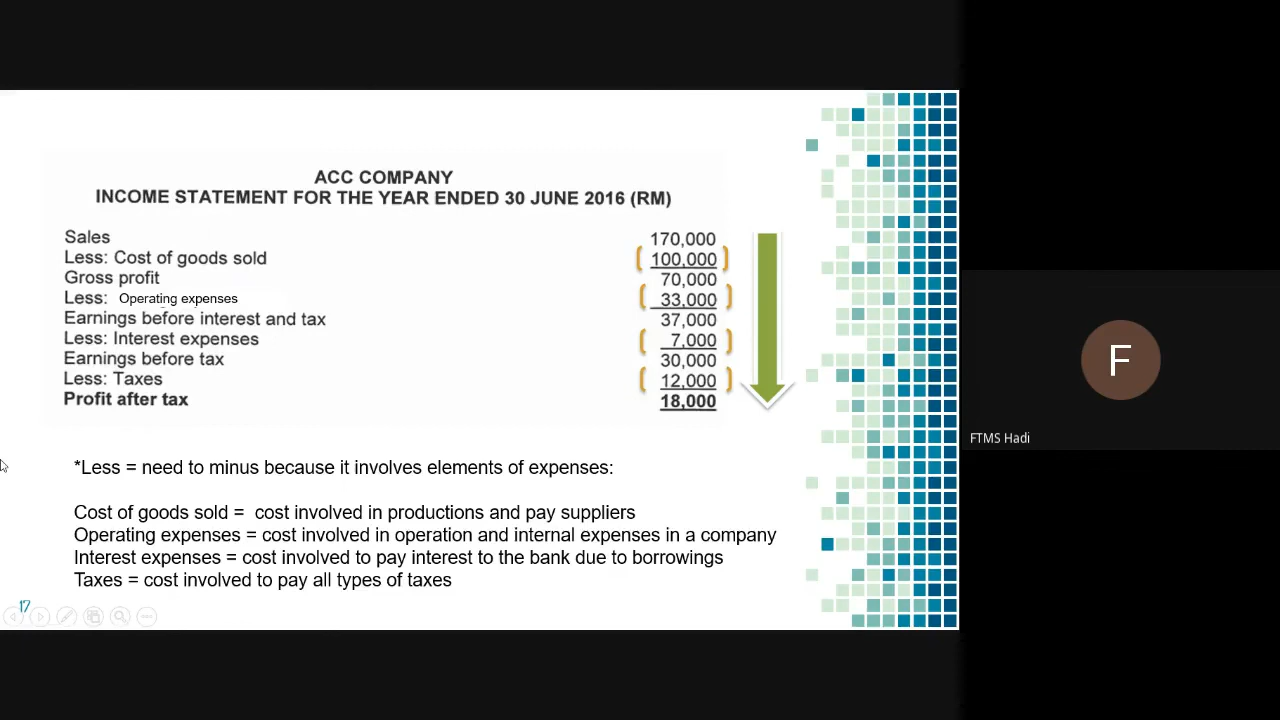 ACC COMPANY
INCOME STATEMENT FOR THE YEAR ENDED 30 JUNE 2016 (RM)
Sales 170,000
Less: Cost of goods sold (100,000)
Gross profit 70,000
Less: Operating expenses (33,000)
Earnings before interest and tax 37,000
Less: Interest expenses (7,000)
Earnings before tax 30,000
Less: Taxes (12,000)
Profit after tax 18,000
*Less = need to minus because it involves elements of expenses:
Cost of goods sold = cost involved in productions and pay suppliers
Operating expenses = cost involved in operation and internal expenses in a company
Interest expenses = cost involved to pay interest to the bank due to borrowings
Taxes = cost involved to pay all types of taxes
17
F
FTMS Hadi